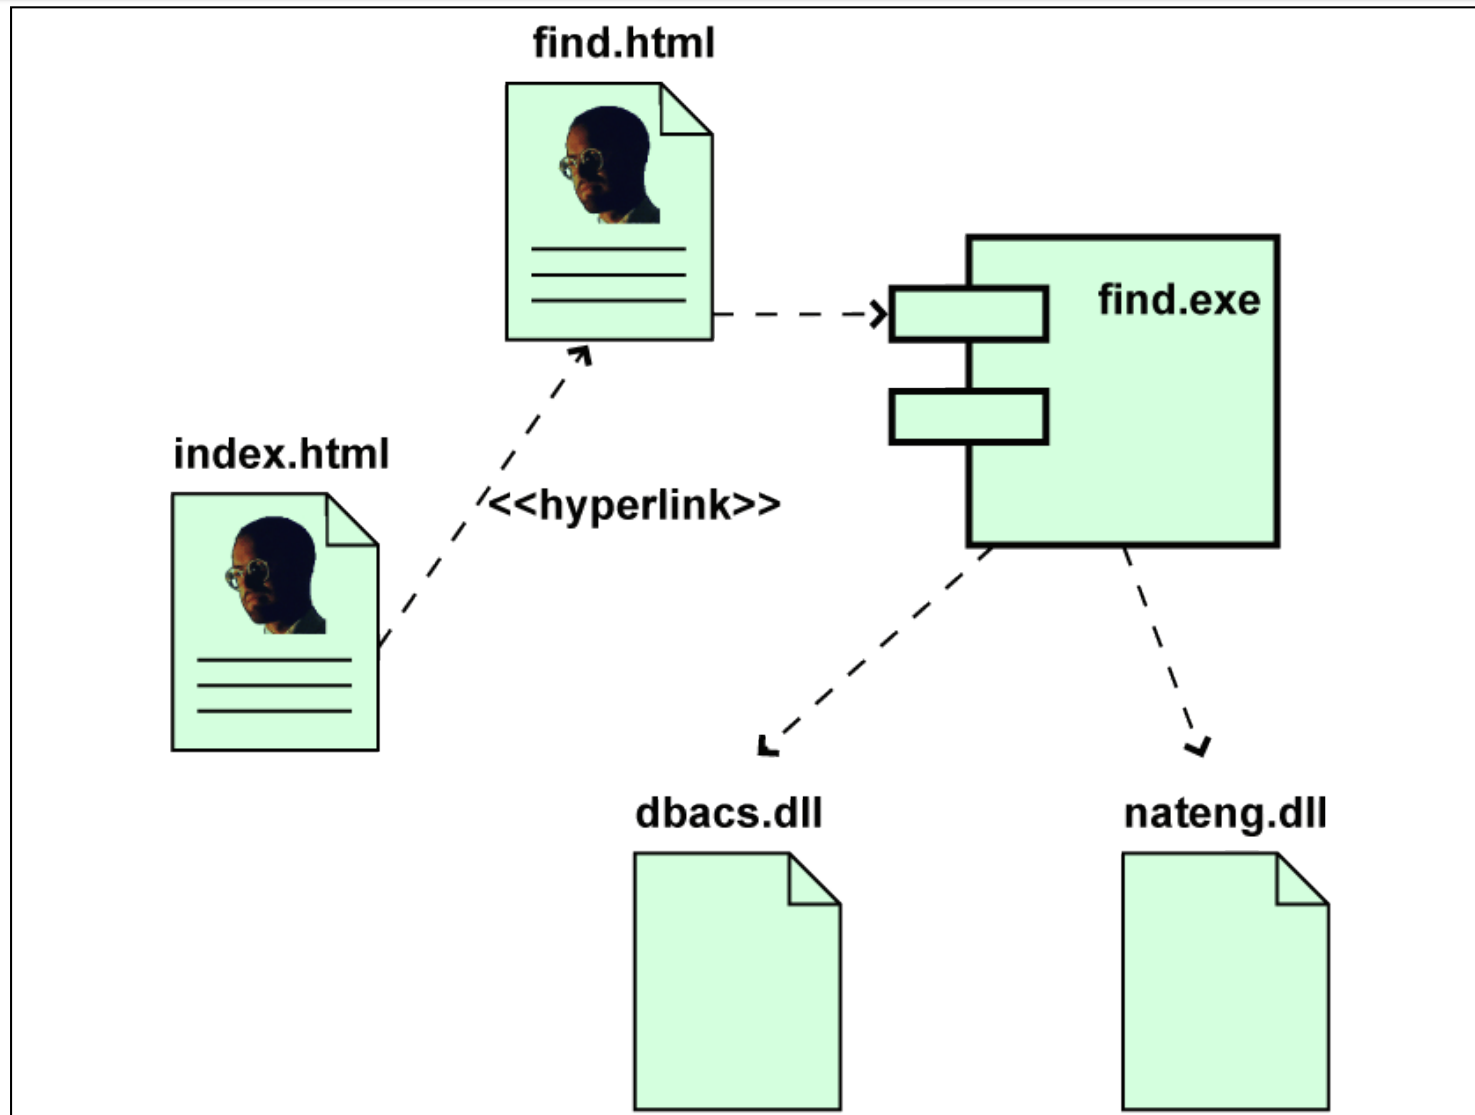 find.html
find.exe
index.html
<<hyperlink>>
dbacs.dll
nateng.dll